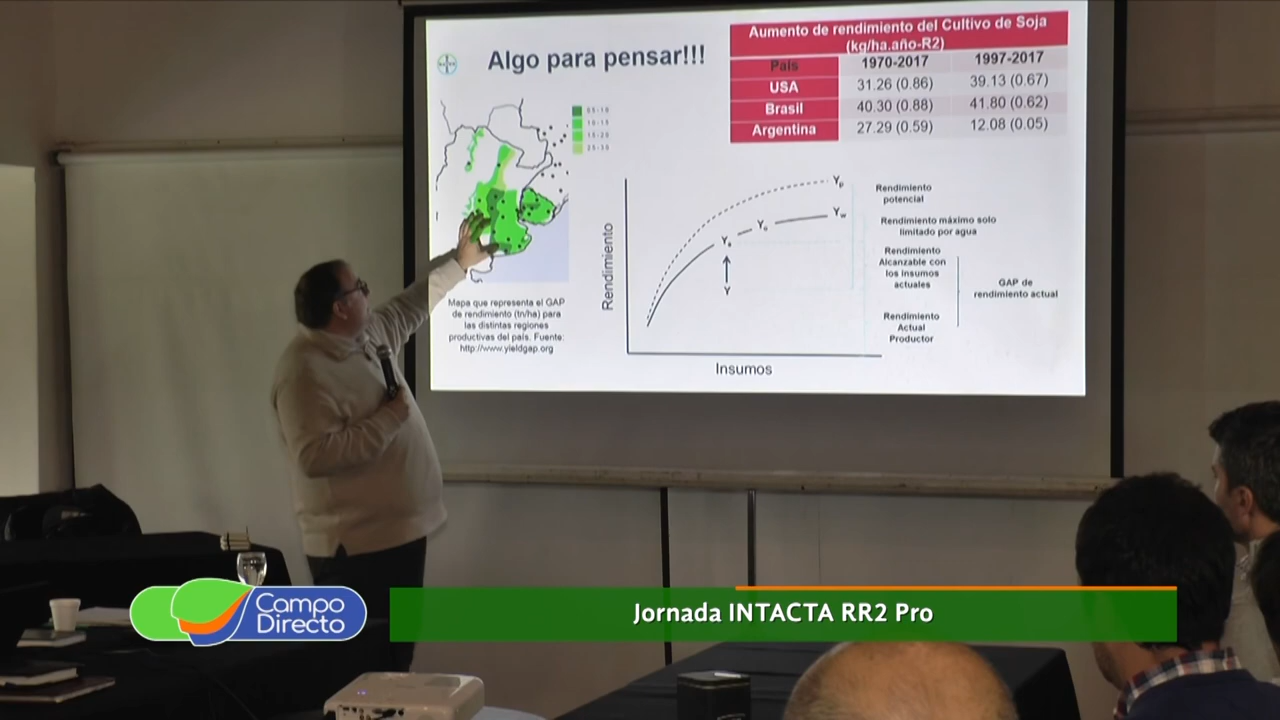 Algo para pensar!!!
BAYER
Aumento de rendimiento del Cultivo de Soja
(kg/ha.año-R2)
País 1970-2017 1997-2017
USA 31.26 (0.86) 39.13 (0.67)
Brasil 40.30 (0.88) 41.80 (0.62)
Argentina 27.29 (0.59) 12.08 (0.05)
Mapa que representa el GAP
de rendimiento (tn/ha) para
las distintas regiones
productivas del país. Fuente:
http://www.yieldgap.org
Rendimiento
Yp
Yw
Y
Insumos
Rendimiento
potencial
Rendimiento máximo solo
limitado por agua
Rendimiento
Alcanzable con
los insumos
actuales
GAP de
rendimiento actual
Rendimiento
Actual
Productor
Campo
Directo
Jornada INTACTA RR2 Pro